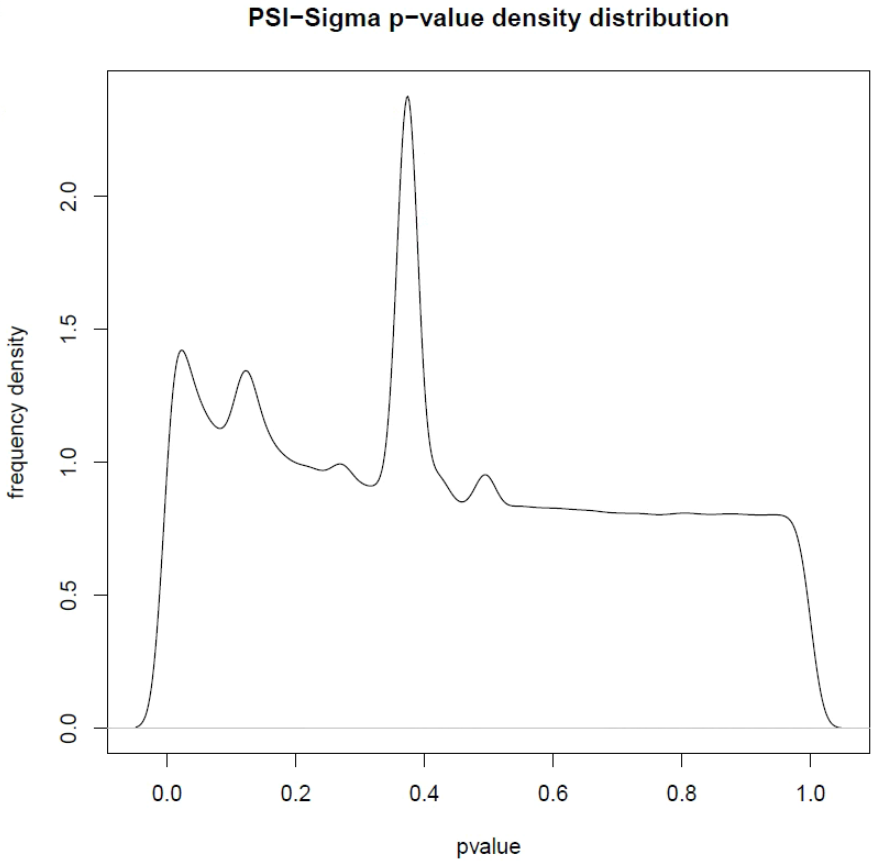 PSI−Sigma p−value density distribution
frequency density
2.0
1.5
1.0
0.5
0.0
0.0 0.2 0.4 0.6 0.8 1.0
pvalue